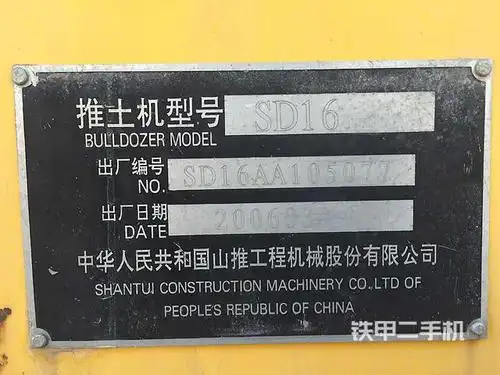 推土机型号 SD16
BULLDOZER MODEL
出厂编号 SD16AA105077
NO.
出厂日期
DATE
中华人民共和国山推工程机械股份有限公司
SHANTUI CONSTRUCTION MACHINERY CO.,LTD OF
PEOPLE'S REPUBLIC OF CHINA
铁甲二手机